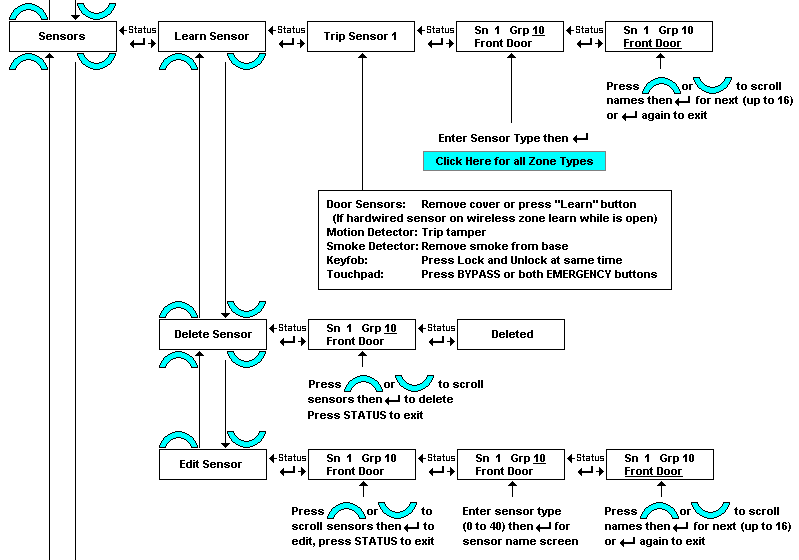 Sensors
Status
Learn Sensor
Status
Trip Sensor 1
Status
Sn 1 Grp 10
Front Door
Status
Sn 1 Grp 10
Front Door
Press or to scroll
names then for next (up to 16)
or again to exit
Enter Sensor Type then
Click Here for all Zone Types
Door Sensors: Remove cover or press "Learn" button
(If hardwired sensor on wireless zone learn while is open)
Motion Detector: Trip tamper
Smoke Detector: Remove smoke from base
Keyfob: Press Lock and Unlock at same time
Touchpad: Press BYPASS or both EMERGENCY buttons
Delete Sensor
Status
Sn 1 Grp 10
Front Door
Status
Deleted
Press or to scroll
sensors then to delete
Press STATUS to exit
Edit Sensor
Status
Sn 1 Grp 10
Front Door
Status
Sn 1 Grp 10
Front Door
Status
Sn 1 Grp 10
Front Door
Press or to
scroll sensors then to
edit, press STATUS to exit
Enter sensor type
(0 to 40) then for
sensor name screen
Press or to scroll
names then for next (up to 16)
or again to exit